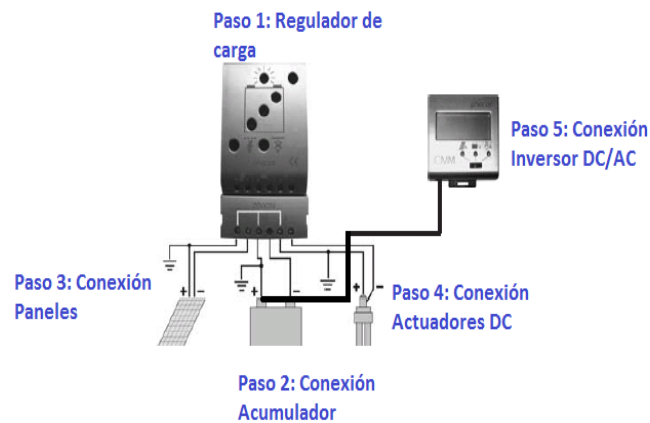 Paso 1: Regulador de
carga
Paso 5: Conexión
Inversor DC/AC
CMM
Paso 3: Conexión
Paneles
+ −
+ −
+ −
Paso 4: Conexión
Actuadores DC
Paso 2: Conexión
Acumulador